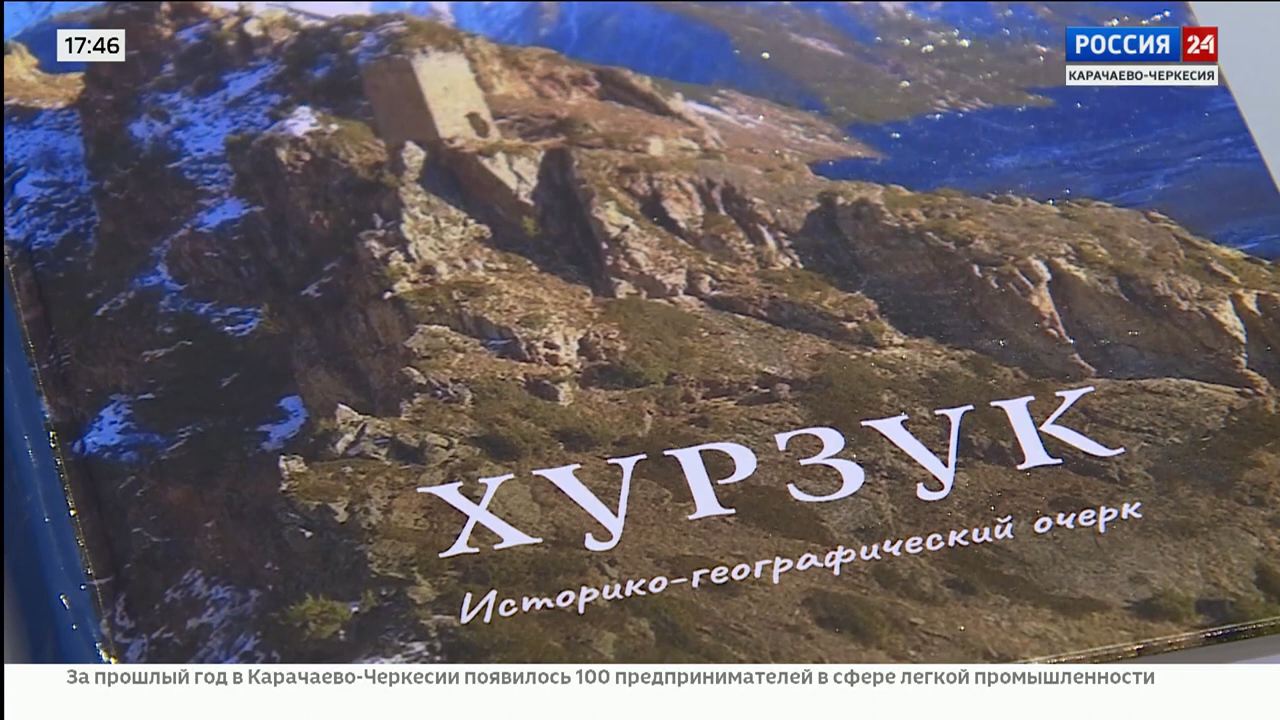 17:46
РОССИЯ 24
КАРАЧАЕВО-ЧЕРКЕСИЯ
ХУРЗУК
Историко-географический очерк
За прошлый год в Карачаево-Черкесии появилось 100 предпринимателей в сфере легкой промышленности